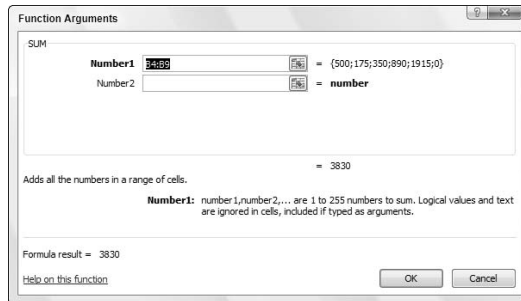 Function Arguments
SUM
Number1 B4:B9 = {500;175;350;890;1915;0}
Number2 = number
= 3830
Adds all the numbers in a range of cells.
Number1: number1,number2,... are 1 to 255 numbers to sum. Logical values and text
are ignored in cells, included if typed as arguments.
Formula result = 3830
Help on this function OK Cancel